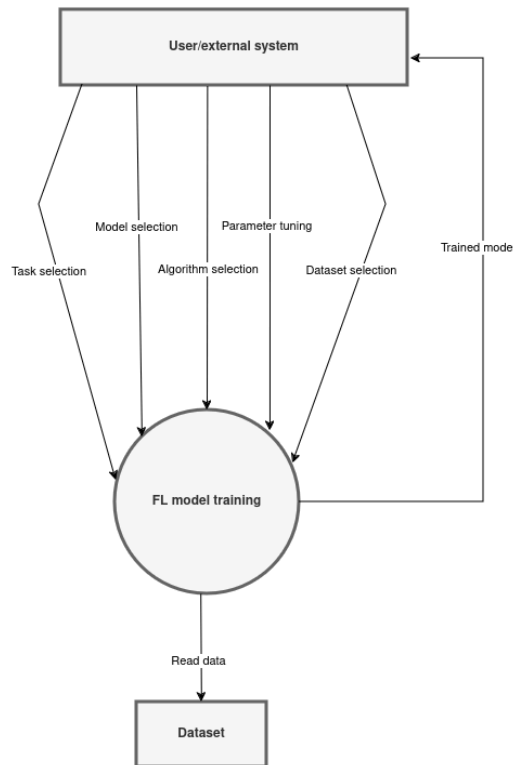 User/external system
Model selection
Parameter tuning
Trained mode
Task selection
Algorithm selection
Dataset selection
FL model training
Read data
Dataset